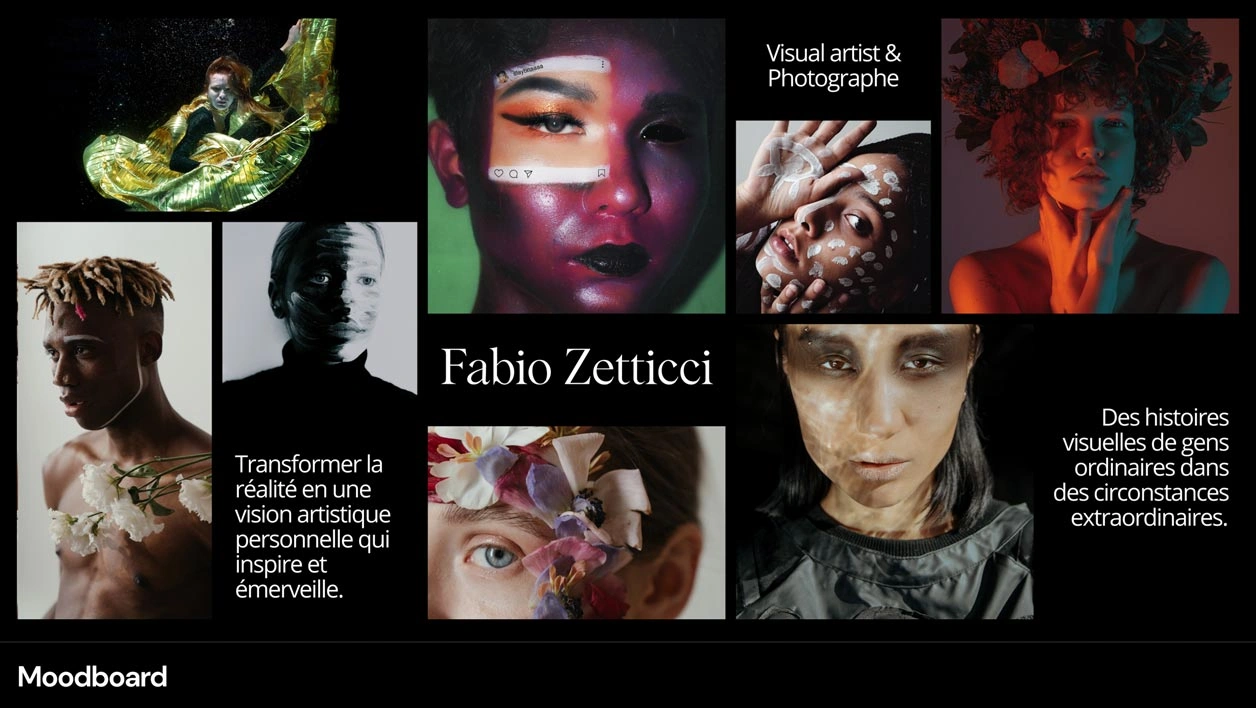 Visual artist &
Photographe
Fabio Zetticci
Transformer la
réalité en une
vision artistique
personnelle qui
inspire et
émerveille.
Des histoires
visuelles de gens
ordinaires dans
des circonstances
extraordinaires.
Moodboard